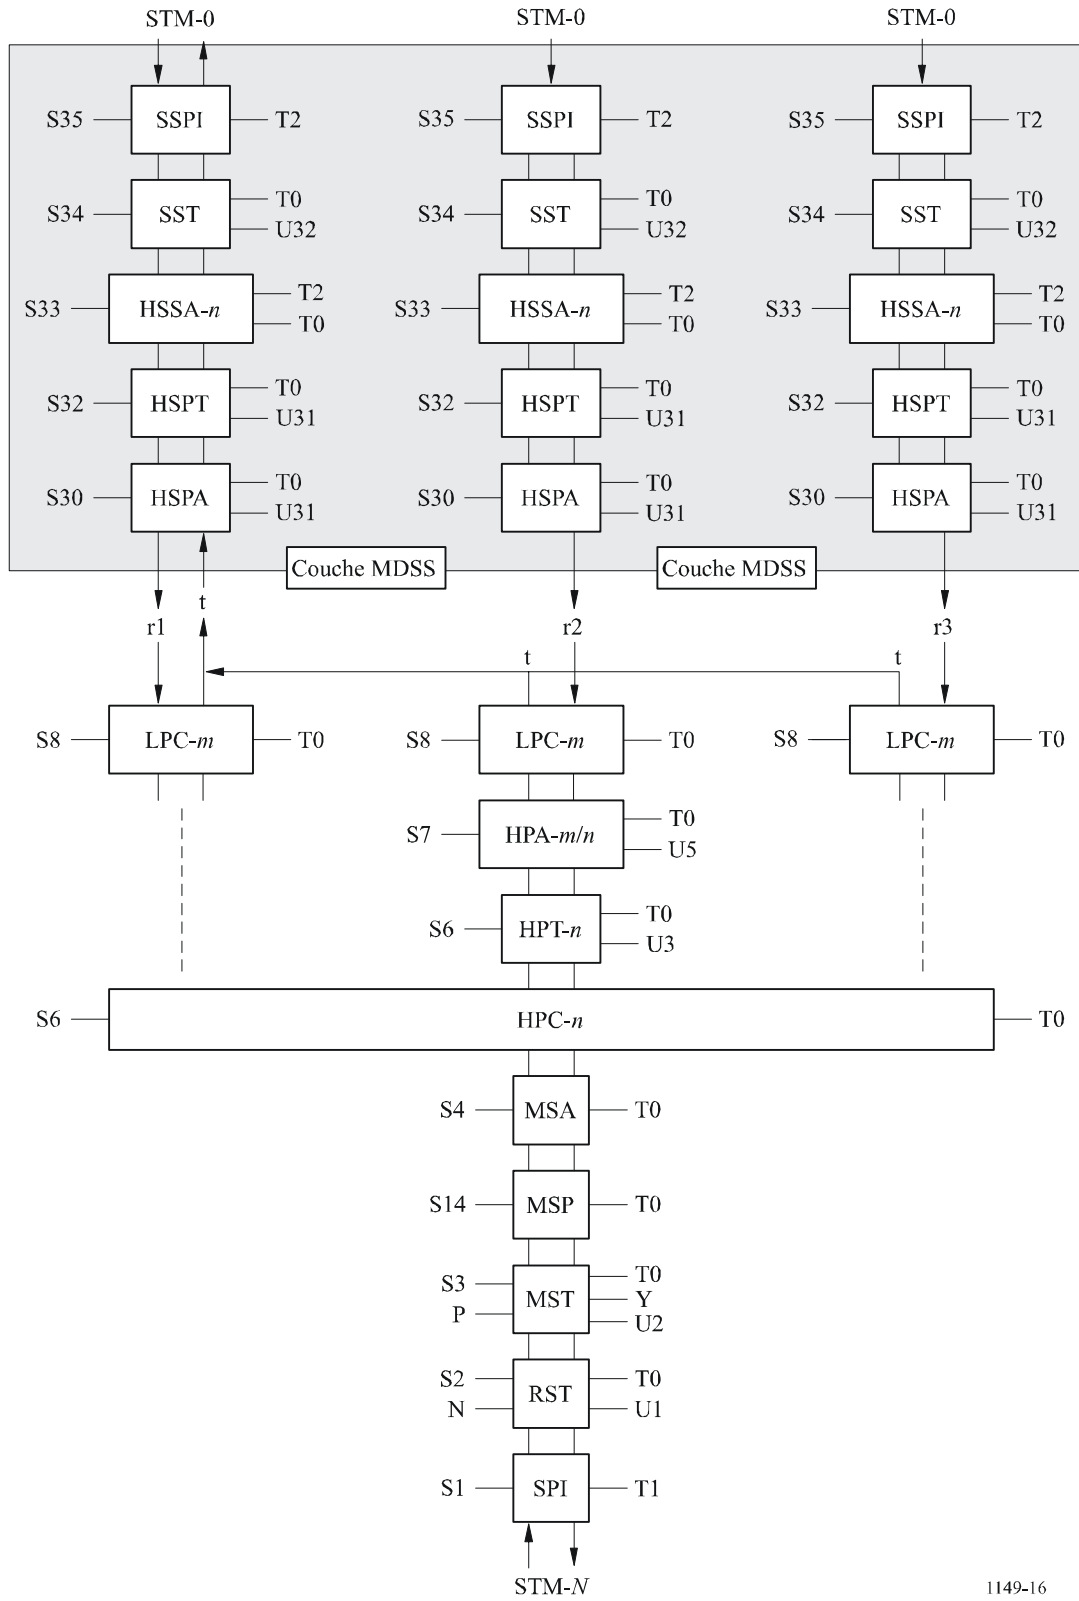 STM-0 STM-0 STM-0
S35 SSPI T2 S35 SSPI T2 S35 SSPI T2
T0 T0 T0
S34 SST S34 SST S34 SST
U32 U32 U32
T2 T2 T2
S33 HSSA-n S33 HSSA-n S33 HSSA-n
T0 T0 T0
T0 T0 T0
S32 HSPT S32 HSPT S32 HSPT
U31 U31 U31
T0 T0 T0
S30 HSPA S30 HSPA S30 HSPA
U31 U31 U31
Couche MDSS Couche MDSS
t
r1 r2 r3
t t
S8 LPC-m T0 S8 LPC-m T0 S8 LPC-m T0
T0
S7 HPA-m/n
U5
T0
S6 HPT-n
U3
S6 HPC-n T0
S4 MSA T0
S14 MSP T0
S3 T0
MST Y
P U2
S2 T0
RST
N U1
S1 SPI T1
STM-N
1149-16